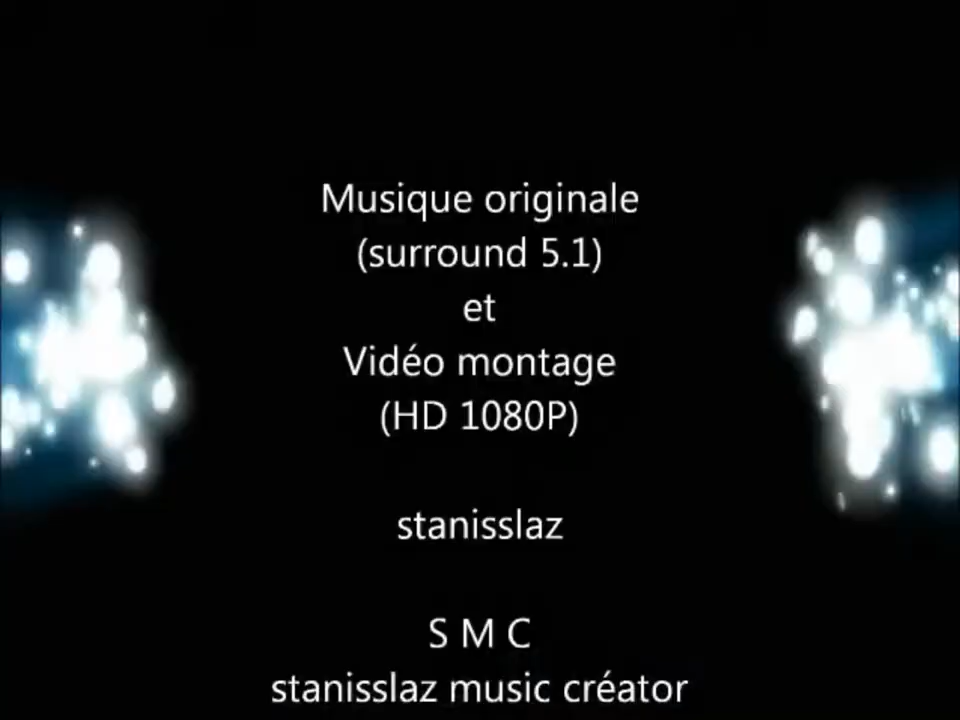 Musique originale
(surround 5.1)
et
Vidéo montage
(HD 1080P)
stanisslaz
S M C
stanisslaz music créator